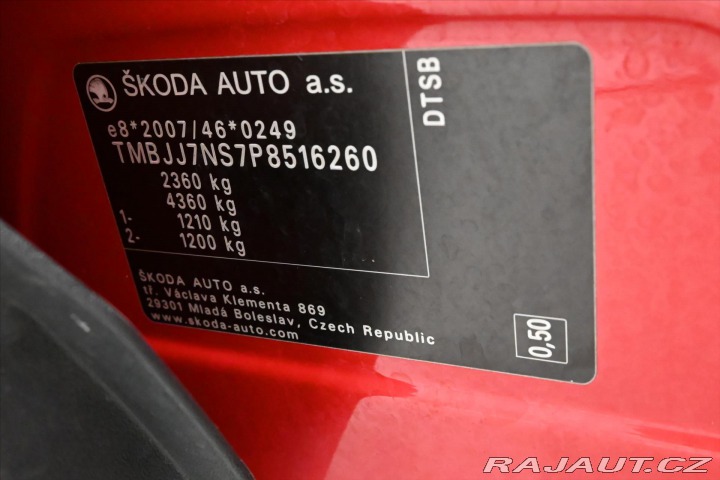 ŠKODA AUTO a.s.
e8*2007/46*0249
TMBJJ7NS7P8516260
2360 kg
4360 kg
1- 1210 kg
2- 1200 kg
DTSB
ŠKODA AUTO a.s.
tř. Václava Klementa 869
29301 Mladá Boleslav, Czech Republic
www.skoda-auto.com
0,50
RAJAUT.CZ